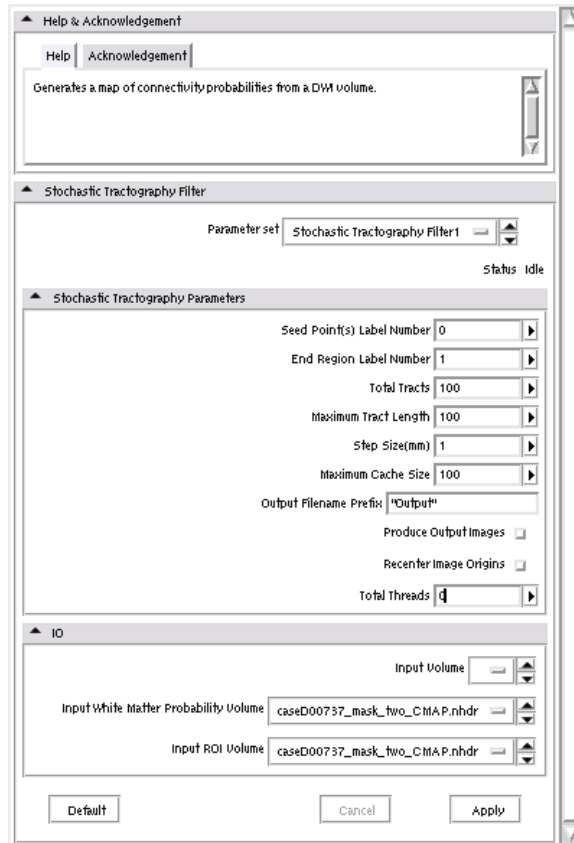 Help & Acknowledgement
Help Acknowledgement
Generates a map of connectivity probabilities from a DWI volume.
Stochastic Tractography Filter
Parameter set Stochastic Tractography Filter1
Status Idle
Stochastic Tractography Parameters
Seed Point(s) Label Number 0
End Region Label Number 1
Total Tracts 100
Maximum Tract Length 100
Step Size(mm) 1
Maximum Cache Size 100
Output Filename Prefix "Output"
Produce Output Images
Recenter Image Origins
Total Threads 0
IO
Input Volume
Input White Matter Probability Volume caseD00737_mask_two_CMAP.nhdr
Input ROI Volume caseD00737_mask_two_CMAP.nhdr
Default Cancel Apply